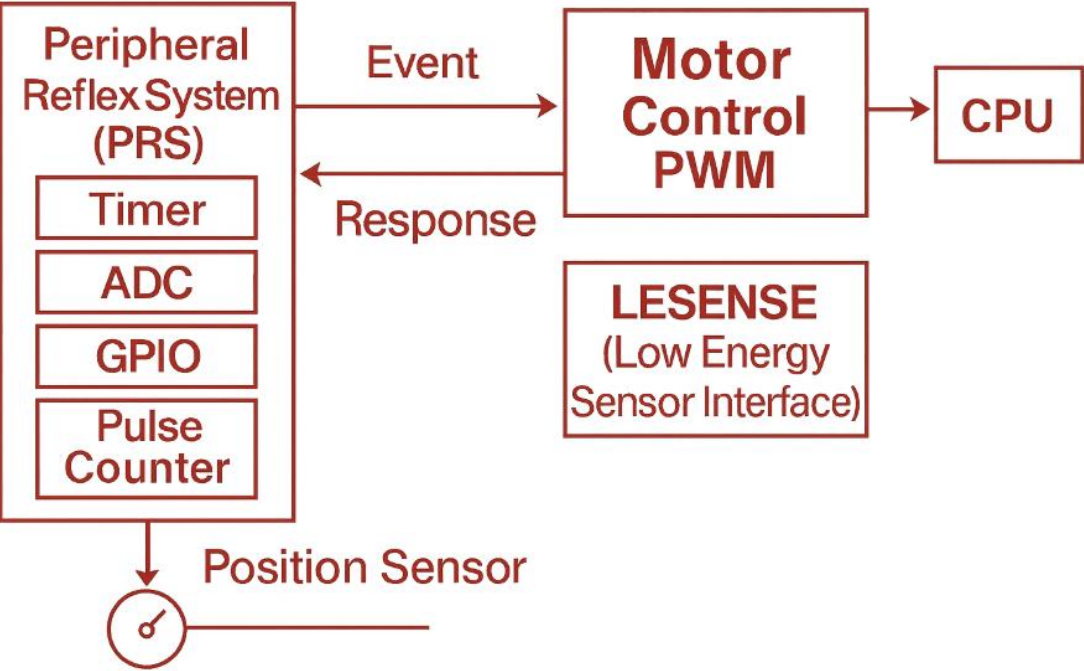 Peripheral
Reflex System
(PRS)
Timer
ADC
GPIO
Pulse
Counter
Event
Response
Motor
Control
PWM
CPU
LESENSE
(Low Energy
Sensor Interface)
Position Sensor